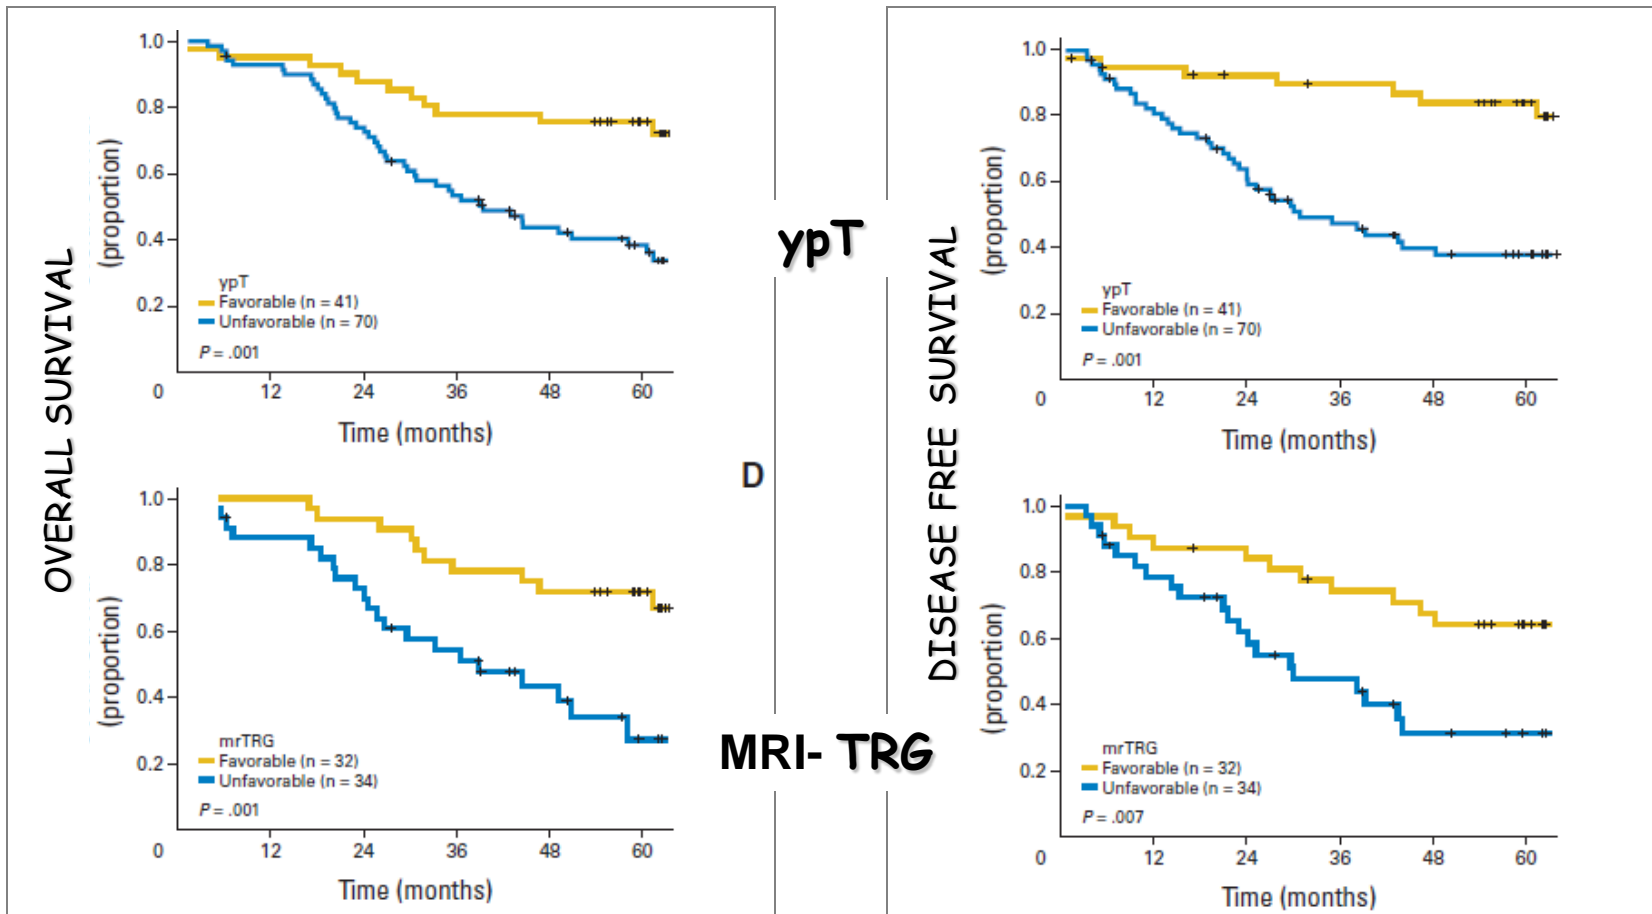 OVERALL SURVIVAL
(proportion)
1.0
0.8
0.6
0.4
0.2
0
12
24
36
48
60
Time (months)
ypT
Favorable (n = 41)
Unfavorable (n = 70)
P = .001
ypT
DISEASE FREE SURVIVAL
(proportion)
1.0
0.8
0.6
0.4
0.2
0
12
24
36
48
60
Time (months)
ypT
Favorable (n = 41)
Unfavorable (n = 70)
P = .001
D
(proportion)
1.0
0.8
0.6
0.4
0.2
0
12
24
36
48
60
Time (months)
mrTRG
Favorable (n = 32)
Unfavorable (n = 34)
P = .001
MRI- TRG
(proportion)
1.0
0.8
0.6
0.4
0.2
0
12
24
36
48
60
Time (months)
mrTRG
Favorable (n = 32)
Unfavorable (n = 34)
P = .007